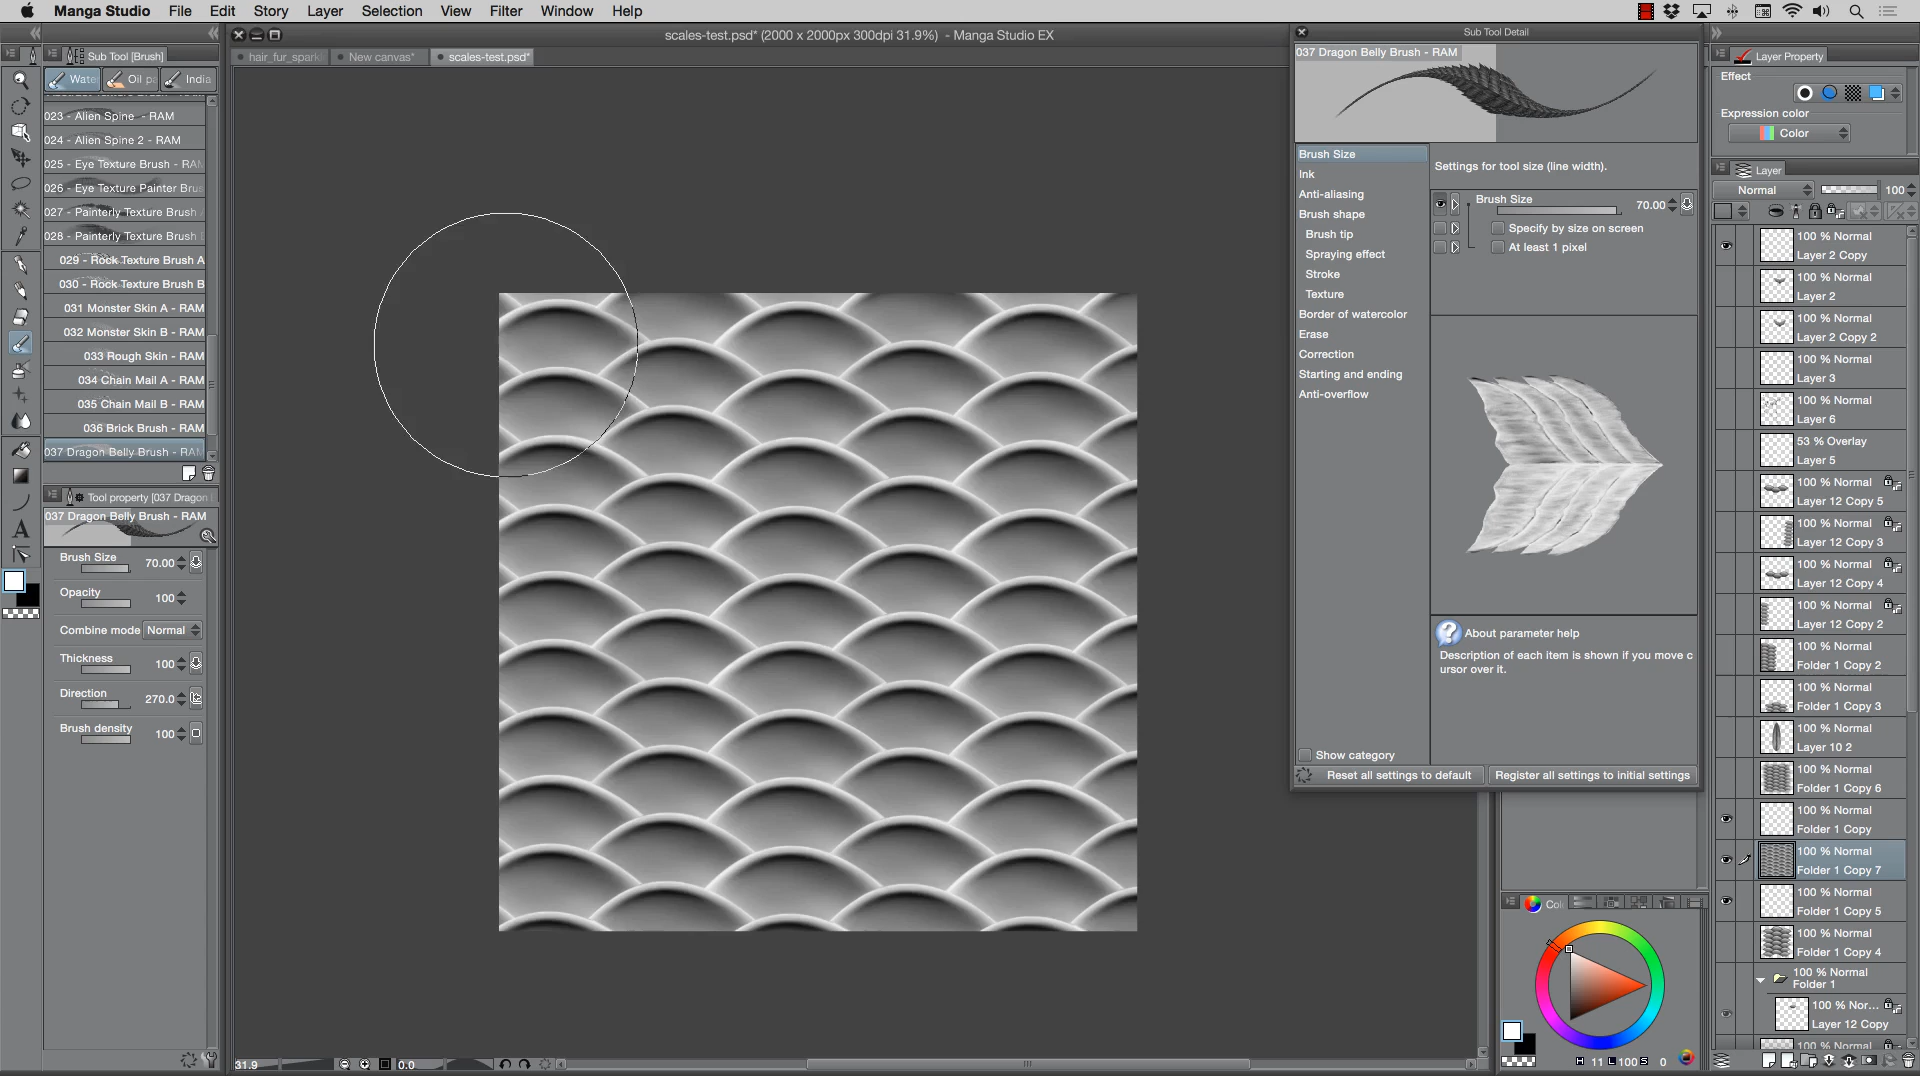 Manga Studio File Edit Story Layer Selection View Filter Window Help
scales-test.psd* (2000 x 2000px 300dpi 31.9%) - Manga Studio EX
Sub Tool [Brush]
Wate Oil p India
023 - Alien Spine - RAM
024 - Alien Spine 2 - RAM
025 - Eye Texture Brush - RAM
026 - Eye Texture Painter Brus
027 - Painterly Texture Brush
028 - Painterly Texture Brush
029 - Rock Texture Brush A
030 - Rock Texture Brush B
031 Monster Skin A - RAM
032 Monster Skin B - RAM
033 Rough Skin - RAM
034 Chain Mail A - RAM
035 Chain Mail B - RAM
036 Brick Brush - RAM
037 Dragon Belly Brush - RAM
Tool property [037 Dragon
037 Dragon Belly Brush - RAM
Brush Size 70.00
Opacity 100
Combine mode Normal
Thickness 100
Direction 270.0
Brush density 100
hair_fur_spark New canvas* scales-test.psd*
31.9 0.0
Sub Tool Detail
037 Dragon Belly Brush - RAM
Brush Size
Ink
Anti-aliasing
Brush shape
Brush tip
Spraying effect
Stroke
Texture
Border of watercolor
Erase
Correction
Starting and ending
Anti-overflow
Settings for tool size (line width).
Brush Size 70.00
Specify by size on screen
At least 1 pixel
About parameter help
Description of each item is shown if you move c
ursor over it.
Show category
Reset all settings to default Register all settings to initial settings
Layer Property
Effect
Expression color
Color
Layer
Normal 100
100 % Normal
Layer 2 Copy
100 % Normal
Layer 2
100 % Normal
Layer 2 Copy 2
100 % Normal
Layer 3
100 % Normal
Layer 6
53 % Overlay
Layer 5
100 % Normal
Layer 12 Copy 5
100 % Normal
Layer 12 Copy 3
100 % Normal
Layer 12 Copy 4
100 % Normal
Layer 12 Copy 2
100 % Normal
Folder 1 Copy 2
100 % Normal
Folder 1 Copy 3
100 % Normal
Layer 10 2
100 % Normal
Folder 1 Copy 6
100 % Normal
Folder 1 Copy
100 % Normal
Folder 1 Copy 7
100 % Normal
Folder 1 Copy 5
100 % Normal
Folder 1 Copy 4
100 % Normal
Folder 1
100 % Nor...
Layer 12 Copy
100 % Normal
Col
H 11 L 100 S 0